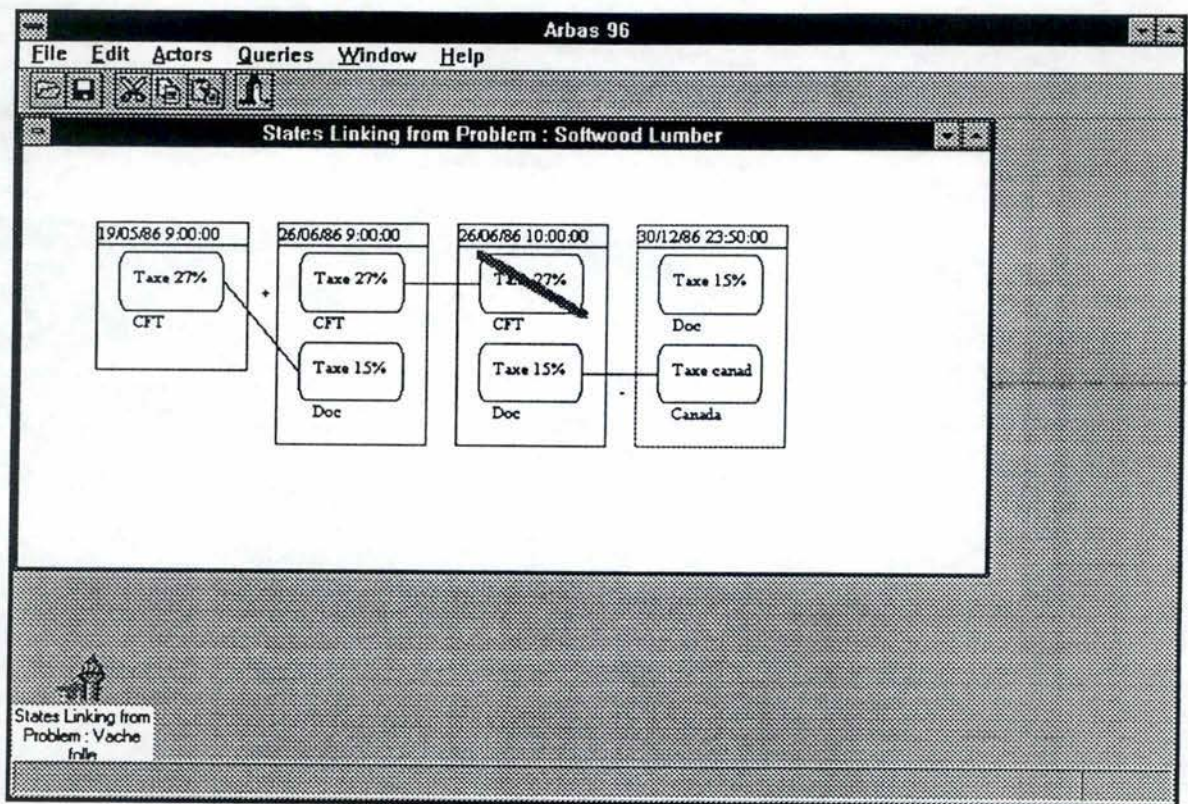 Arbas 96
File Edit Actors Queries Window Help
States Linking from Problem : Softwood Lumber
19/05/86 9:00:00
Taxe 27%
CFT
+
26/06/86 9:00:00
Taxe 27%
CFT
Taxe 15%
Doc
26/06/86 10:00:00
Taxe 27%
CFT
Taxe 15%
Doc
-
30/12/86 23:50:00
Taxe 15%
Doc
Taxe canad
Canada
States Linking from
Problem : Vache
folle